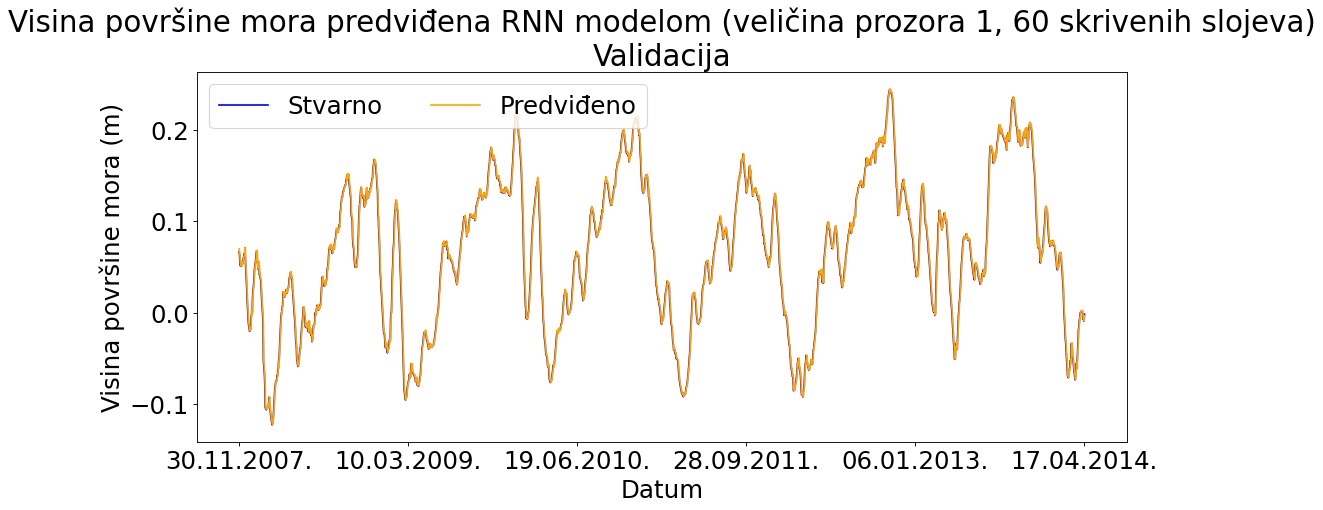 Visina površine mora predviđena RNN modelom (veličina prozora 1, 60 skrivenih slojeva)
Validacija
Stvarno Predviđeno
Visina površine mora (m)
0.2
0.1
0.0
−0.1
30.11.2007. 10.03.2009. 19.06.2010. 28.09.2011. 06.01.2013. 17.04.2014.
Datum